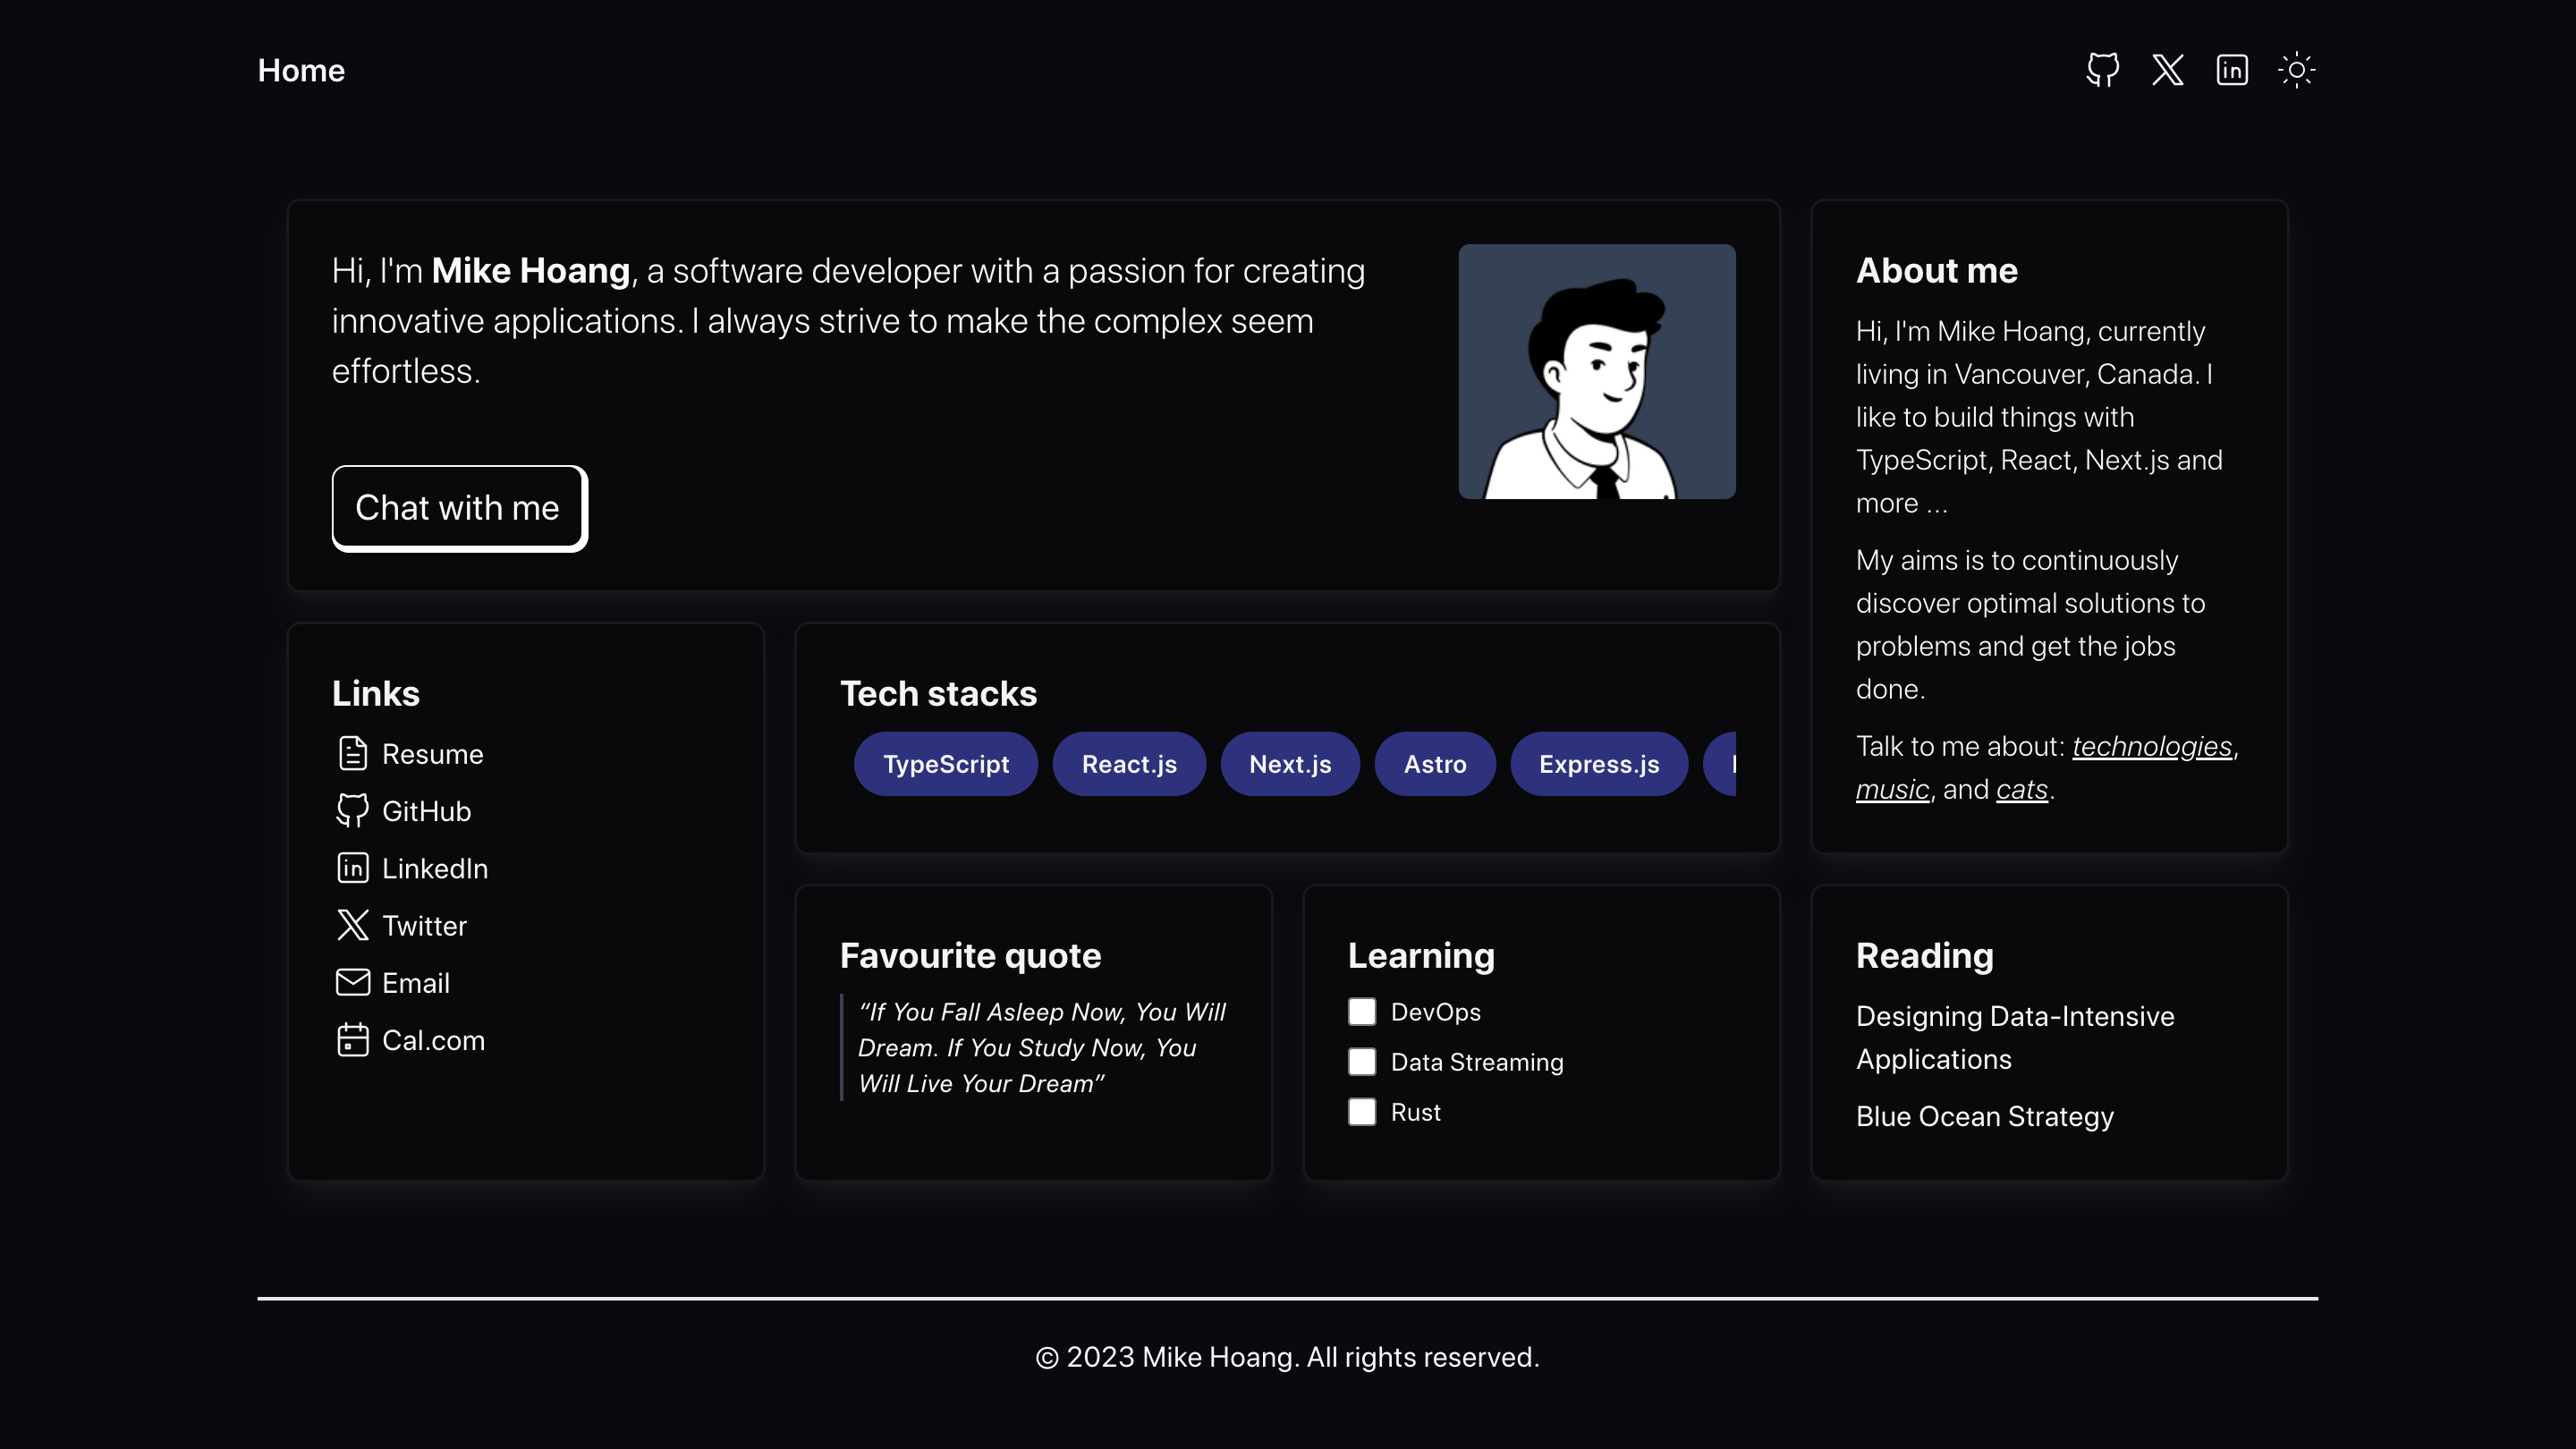 Home
Hi, I'm Mike Hoang, a software developer with a passion for creating
innovative applications. I always strive to make the complex seem
effortless.
Chat with me
About me
Hi, I'm Mike Hoang, currently
living in Vancouver, Canada. I
like to build things with
TypeScript, React, Next.js and
more ...
My aims is to continuously
discover optimal solutions to
problems and get the jobs
done.
Talk to me about: technologies,
music, and cats.
Links
Resume
GitHub
LinkedIn
Twitter
Email
Cal.com
Tech stacks
TypeScript
React.js
Next.js
Astro
Express.js
Favourite quote
“If You Fall Asleep Now, You Will
Dream. If You Study Now, You
Will Live Your Dream”
Learning
DevOps
Data Streaming
Rust
Reading
Designing Data-Intensive
Applications
Blue Ocean Strategy
© 2023 Mike Hoang. All rights reserved.